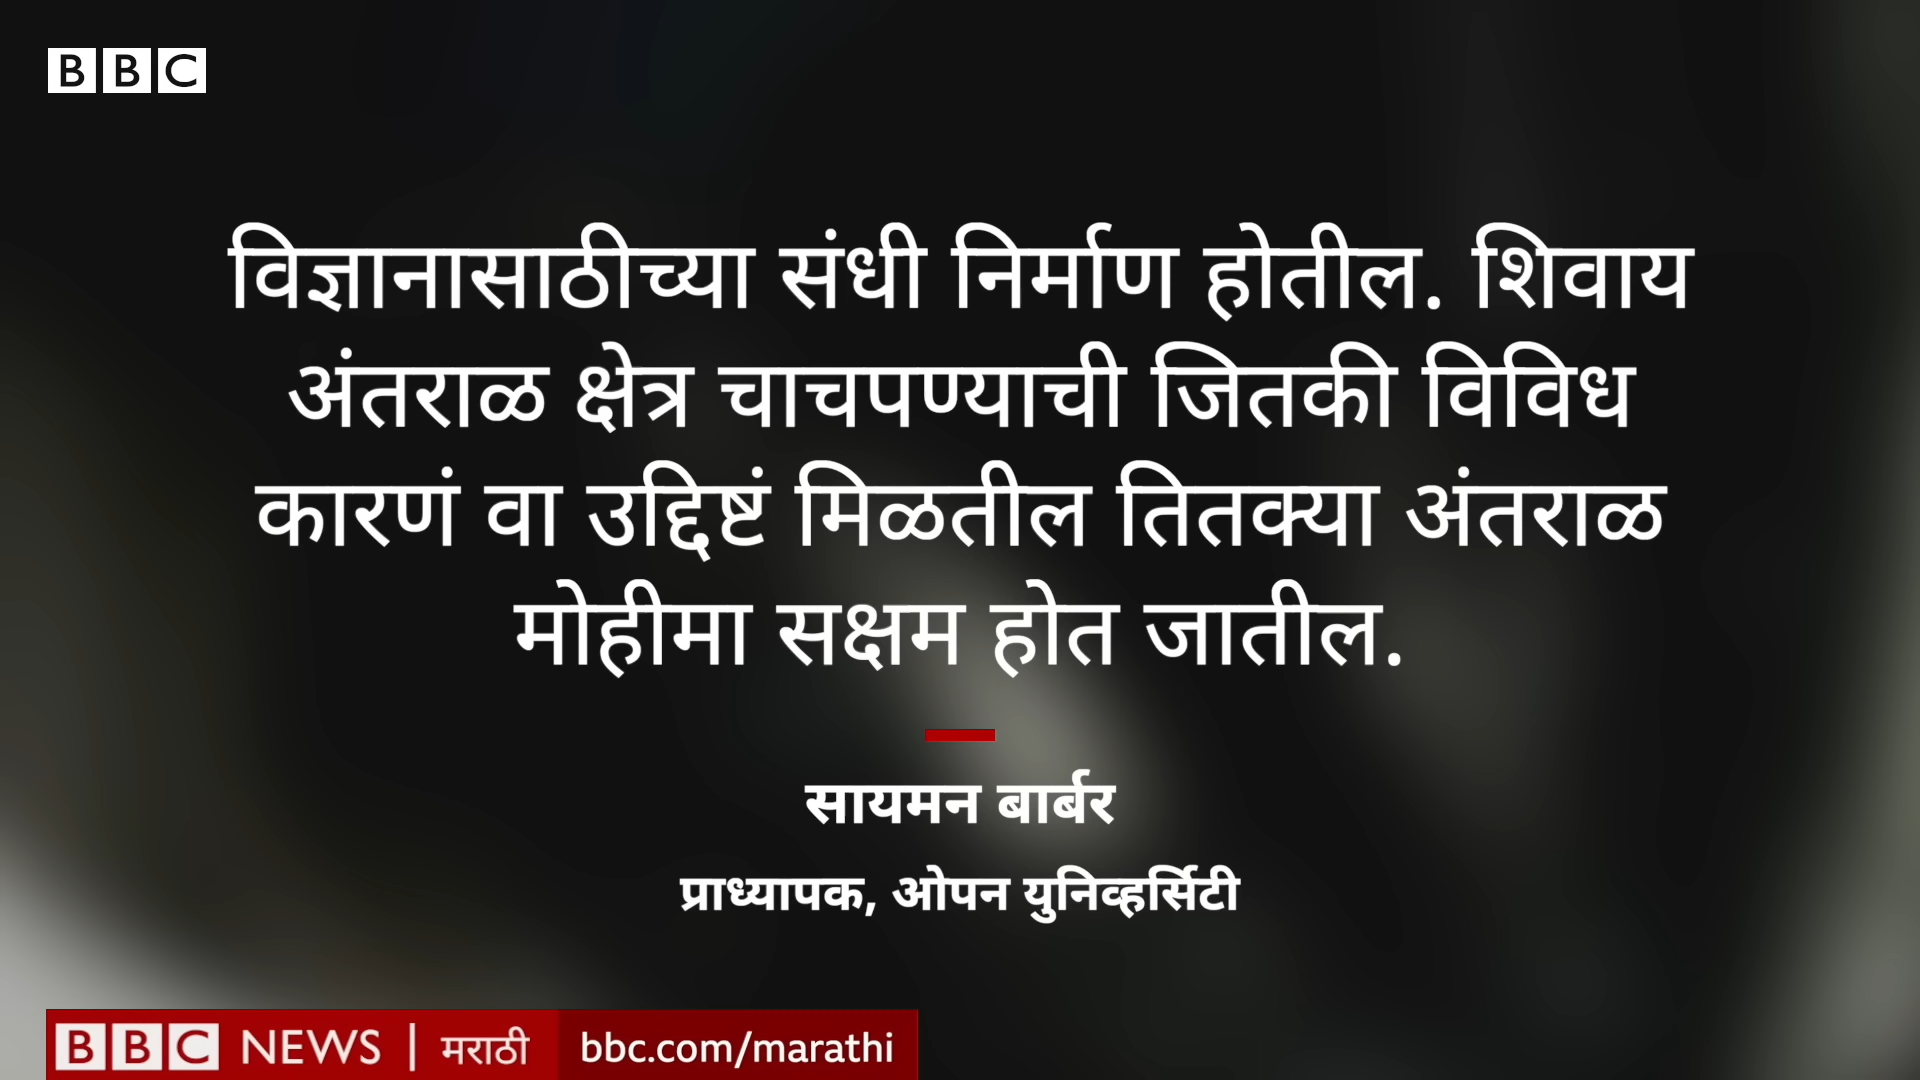 BBC
विज्ञानासाठीच्या संधी निर्माण होतील. शिवाय
अंतराळ क्षेत्र चाचपण्याची जितकी विविध
कारणं वा उद्दिष्टं मिळतील तितक्या अंतराळ
मोहीमा सक्षम होत जातील.
सायमन बार्बर
प्राध्यापक, ओपन युनिव्हर्सिटी
BBC NEWS | मराठी bbc.com/marathi